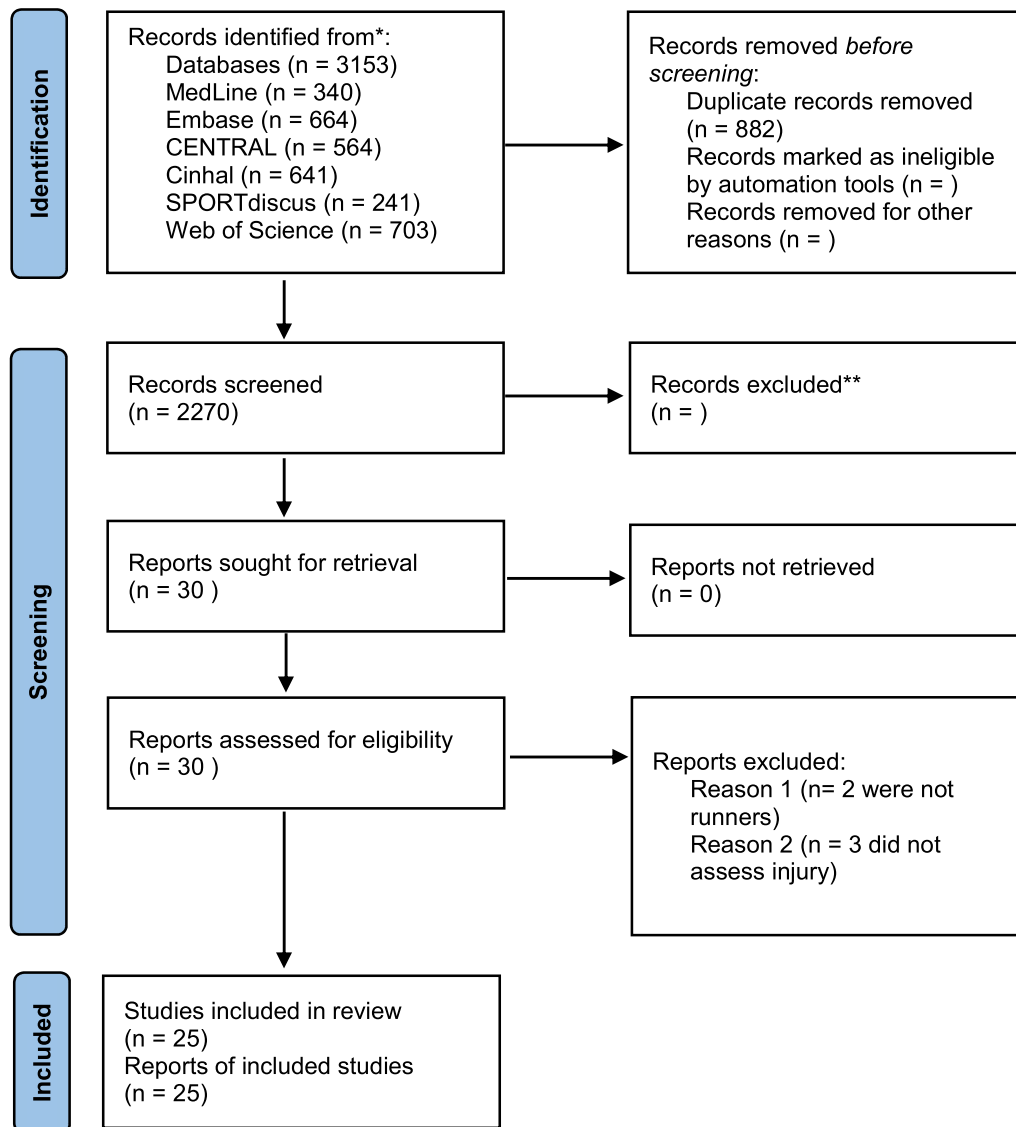 Identification
Records identified from*:
Databases (n = 3153)
MedLine (n = 340)
Embase (n = 664)
CENTRAL (n = 564)
Cinhal (n = 641)
SPORTdiscus (n = 241)
Web of Science (n = 703)
Records removed before
screening:
Duplicate records removed
(n = 882)
Records marked as ineligible
by automation tools (n = )
Records removed for other
reasons (n = )
Screening
Records screened
(n = 2270)
Records excluded**
(n = )
Reports sought for retrieval
(n = 30 )
Reports not retrieved
(n = 0)
Reports assessed for eligibility
(n = 30 )
Reports excluded:
Reason 1 (n= 2 were not
runners)
Reason 2 (n = 3 did not
assess injury)
Included
Studies included in review
(n = 25)
Reports of included studies
(n = 25)